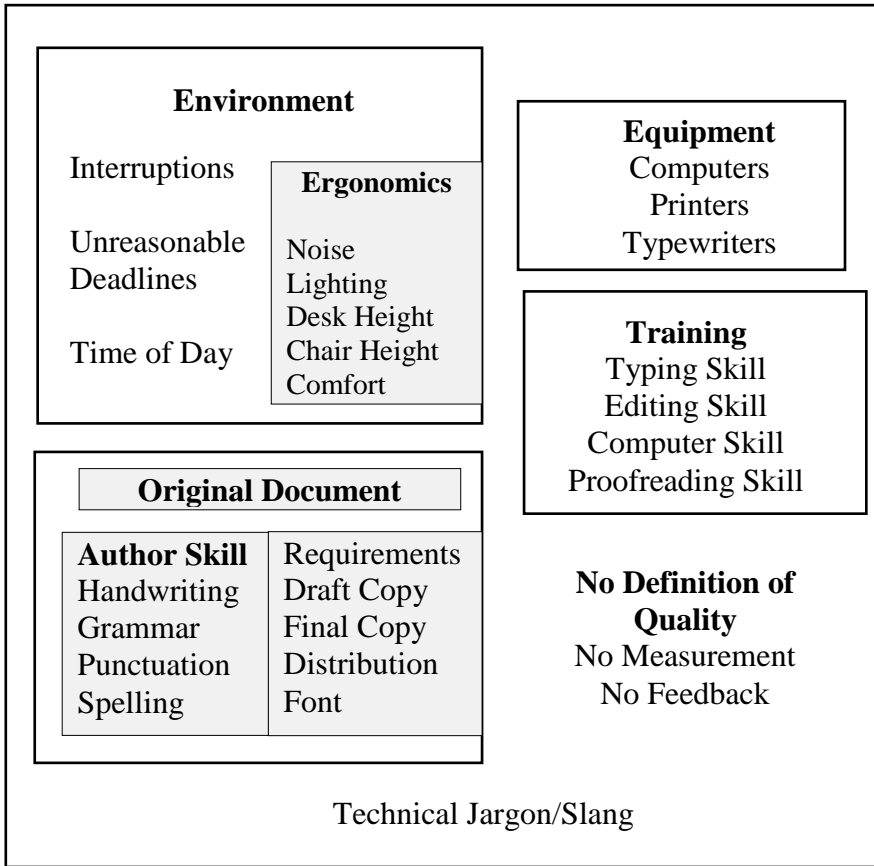 Environment
Interruptions
Unreasonable
Deadlines
Time of Day
Ergonomics
Noise
Lighting
Desk Height
Chair Height
Comfort
Equipment
Computers
Printers
Typewriters
Training
Typing Skill
Editing Skill
Computer Skill
Proofreading Skill
Original Document
Author Skill
Handwriting
Grammar
Punctuation
Spelling
Requirements
Draft Copy
Final Copy
Distribution
Font
No Definition of
Quality
No Measurement
No Feedback
Technical Jargon/Slang